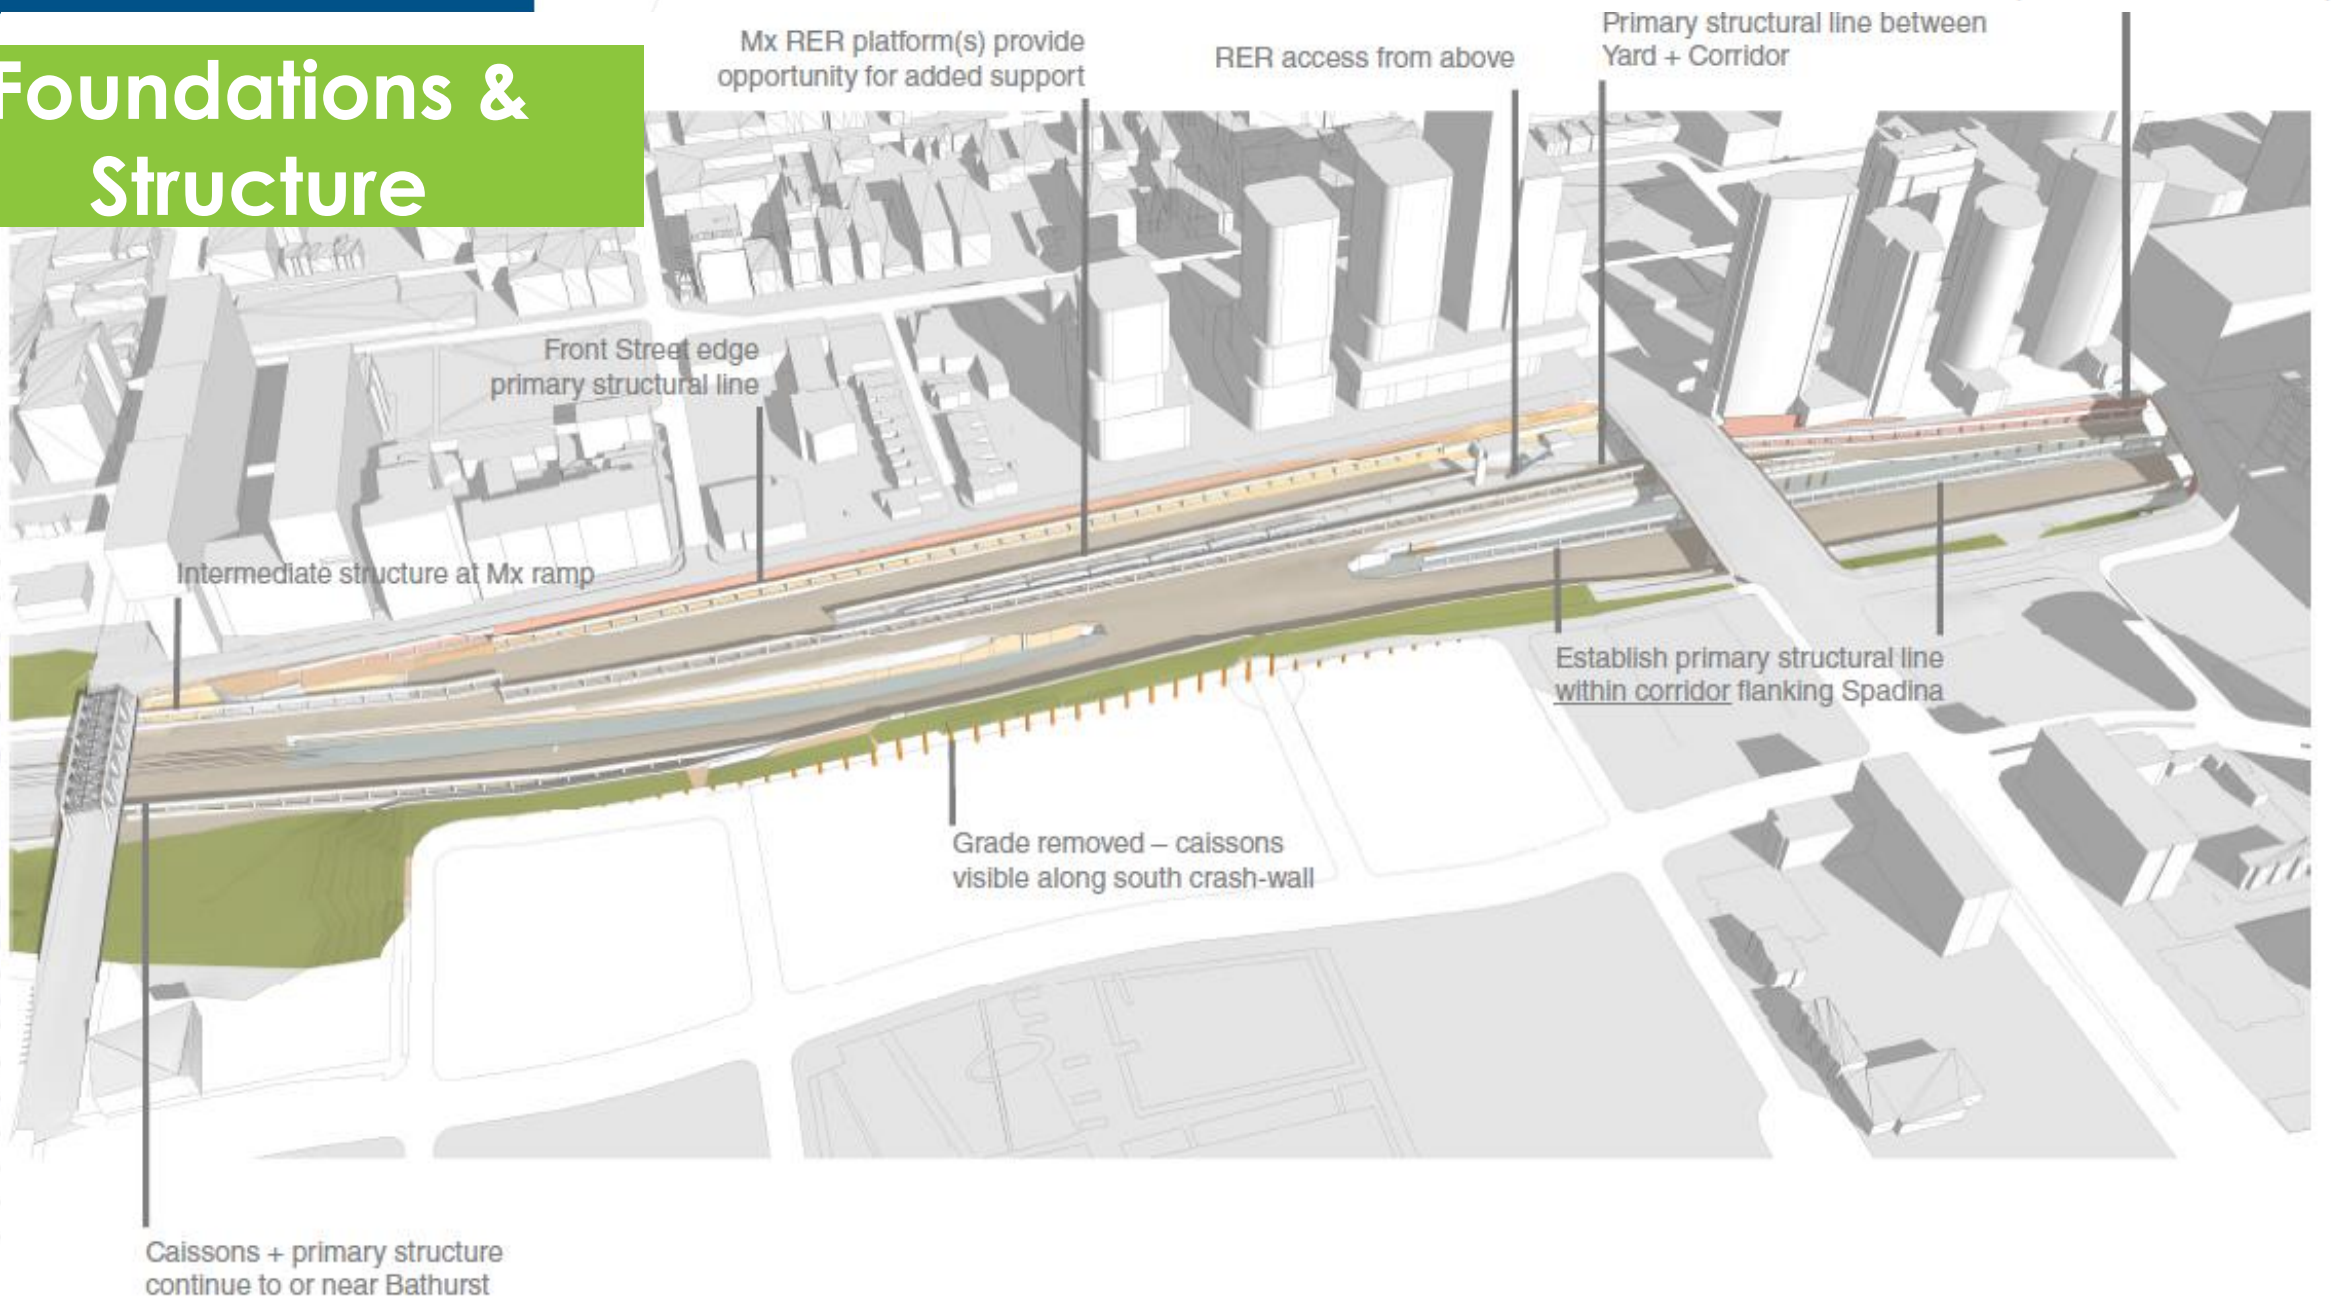 Foundations &
Structure
Mx RER platform(s) provide
opportunity for added support
RER access from above
Primary structural line between
Yard + Corridor
Front Street edge
primary structural line
Intermediate structure at Mx ramp
Establish primary structural line
within corridor flanking Spadina
Grade removed – caissons
visible along south crash-wall
Caissons + primary structure
continue to or near Bathurst